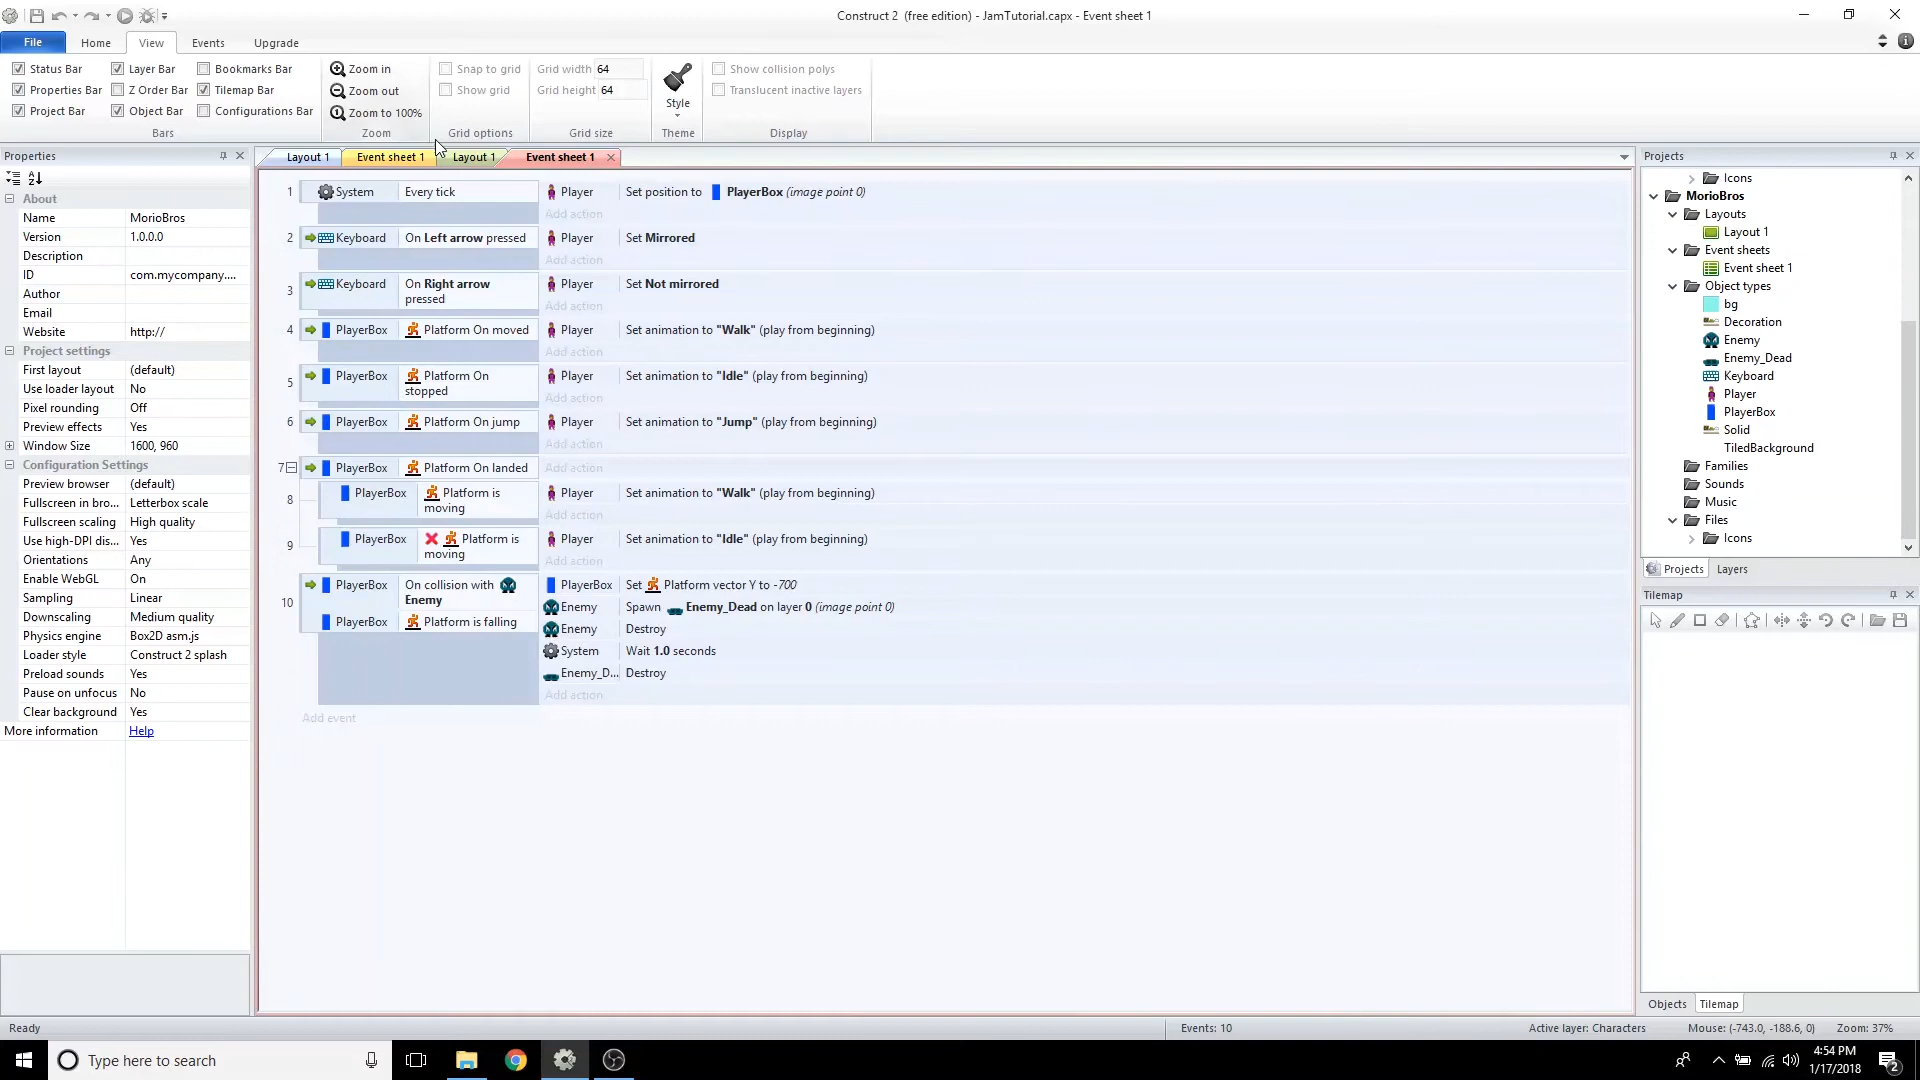 Construct 2 (free edition) - JamTutorial.capx - Event sheet 1
File Home View Events Upgrade
Status Bar Layer Bar Bookmarks Bar Zoom in Snap to grid Grid width 64 Show collision polys
Properties Bar Z Order Bar Tilemap Bar Zoom out Show grid Grid height 64 Translucent inactive layers
Project Bar Object Bar Configurations Bar Zoom to 100% Style
Bars Zoom Grid options Grid size Theme Display
Properties
About
Name MorioBros
Version 1.0.0.0
Description
ID com.mycompany....
Author
Email
Website http://
Project settings
First layout (default)
Use loader layout No
Pixel rounding Off
Preview effects Yes
Window Size 1600, 960
Configuration Settings
Preview browser (default)
Fullscreen in bro... Letterbox scale
Fullscreen scaling High quality
Use high-DPI dis... Yes
Orientations Any
Enable WebGL On
Sampling Linear
Downscaling Medium quality
Physics engine Box2D asm.js
Loader style Construct 2 splash
Preload sounds Yes
Pause on unfocus No
Clear background Yes
More information Help
Layout 1 Event sheet 1 Layout 1 Event sheet 1
1 System Every tick Player Set position to PlayerBox (image point 0)
Add action
2 Keyboard On Left arrow pressed Player Set Mirrored
Add action
3 Keyboard On Right arrow pressed Player Set Not mirrored
Add action
4 PlayerBox Platform On moved Player Set animation to "Walk" (play from beginning)
Add action
5 PlayerBox Platform On stopped Player Set animation to "Idle" (play from beginning)
Add action
6 PlayerBox Platform On jump Player Set animation to "Jump" (play from beginning)
Add action
7 PlayerBox Platform On landed Add action
8 PlayerBox Platform is moving Player Set animation to "Walk" (play from beginning)
Add action
9 PlayerBox Platform is moving Player Set animation to "Idle" (play from beginning)
Add action
10 PlayerBox On collision with Enemy PlayerBox Set Platform vector Y to -700
Enemy Spawn Enemy_Dead on layer 0 (image point 0)
PlayerBox Platform is falling Enemy Destroy
System Wait 1.0 seconds
Enemy_D... Destroy
Add action
Add event
Projects
Icons
MorioBros
Layouts
Layout 1
Event sheets
Event sheet 1
Object types
bg
Decoration
Enemy
Enemy_Dead
Keyboard
Player
PlayerBox
Solid
TiledBackground
Families
Sounds
Music
Files
Icons
Projects Layers
Tilemap
Objects Tilemap
Ready Events: 10 Active layer: Characters Mouse: (-743.0, -188.6, 0) Zoom: 37%
Type here to search
4:54 PM
1/17/2018
2